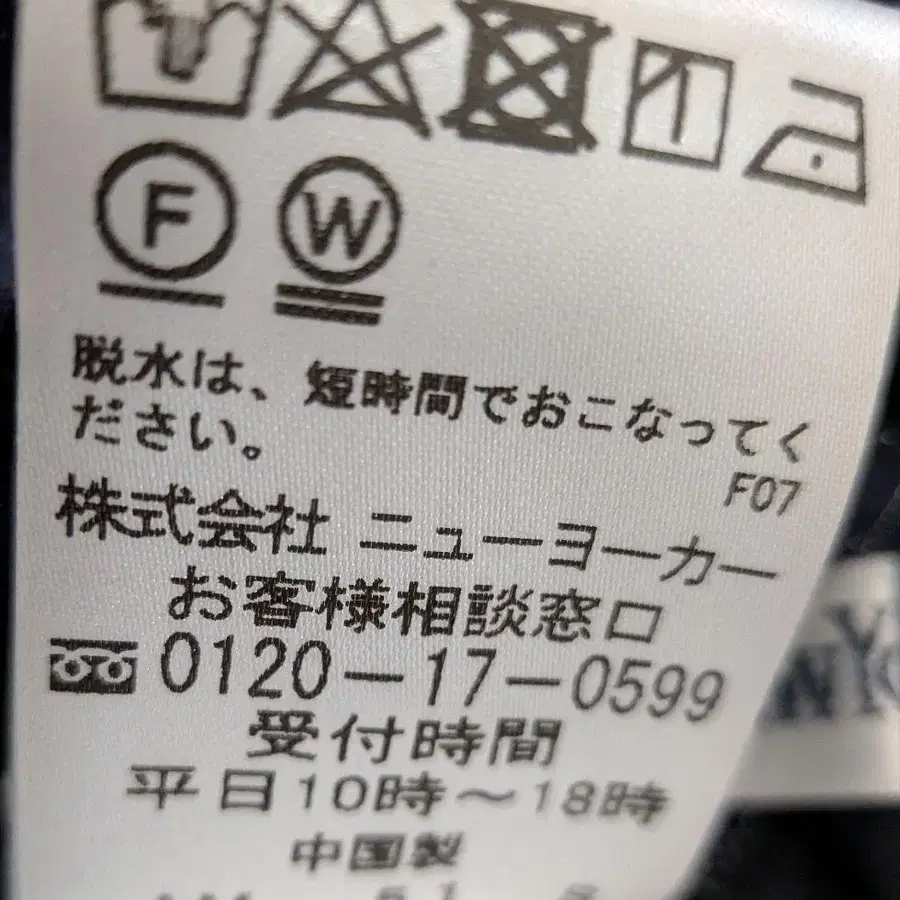 F W
脱水は、短時間でおこなってく
ださい。
F07
株式会社 ニューヨーカー
お客様相談窓口
0120-17-0599
受付時間
平日10時～18時
中国製